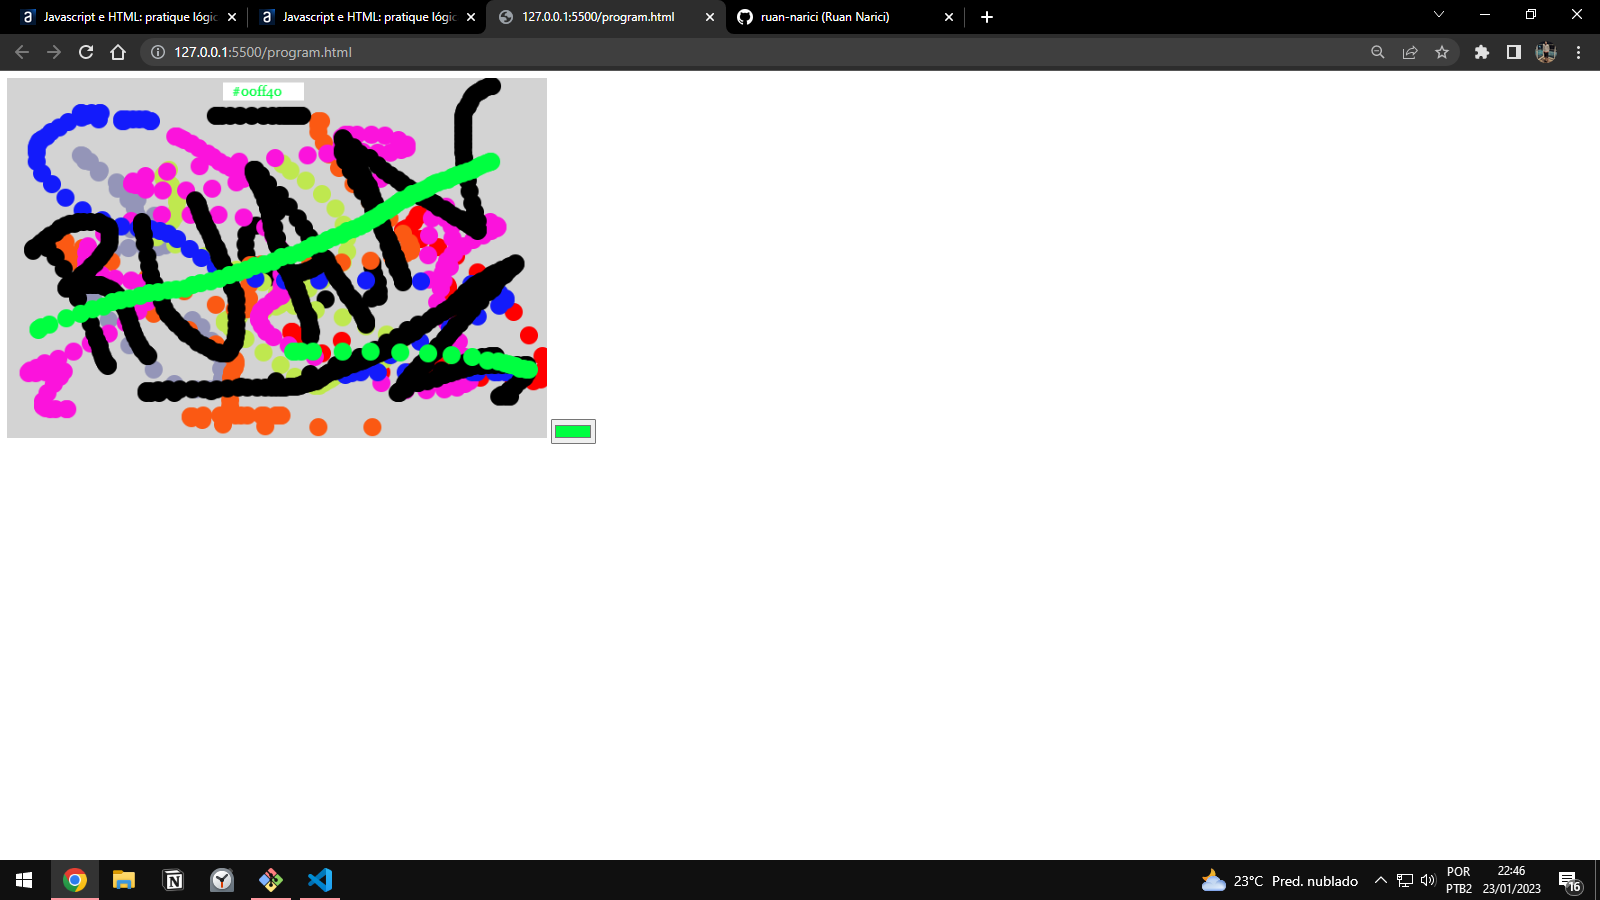 Javascript e HTML: pratique lógic
Javascript e HTML: pratique lógic
127.0.0.1:5500/program.html
ruan-narici (Ruan Narici)
127.0.0.1:5500/program.html
#00ff40
RUAN
23°C Pred. nublado
POR
PTB2
22:46
23/01/2023
16